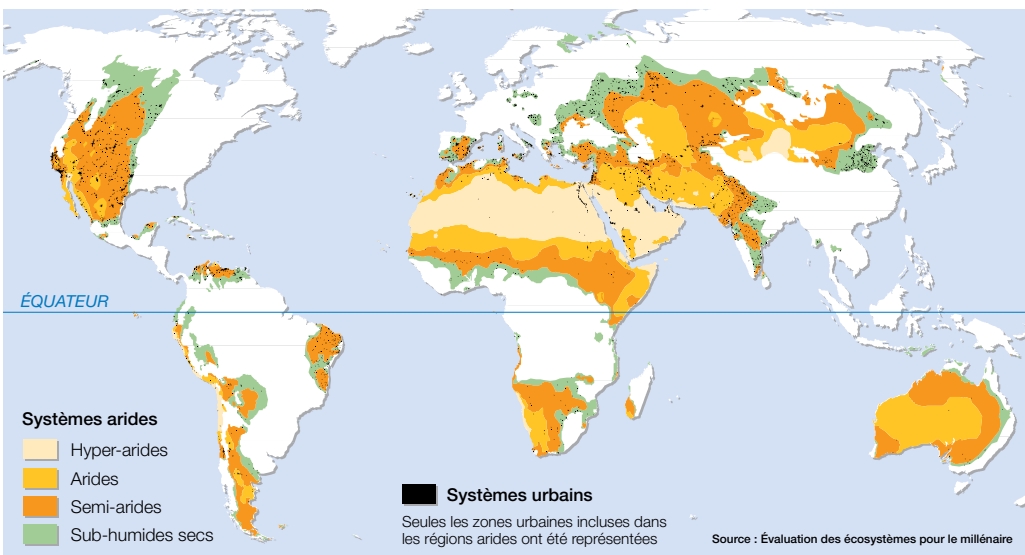 ÉQUATEUR
Systèmes arides
Hyper-arides
Arides
Semi-arides
Sub-humides secs
Systèmes urbains
Seules les zones urbaines incluses dans
les régions arides ont été représentées
Source : Évaluation des écosystèmes pour le millénaire